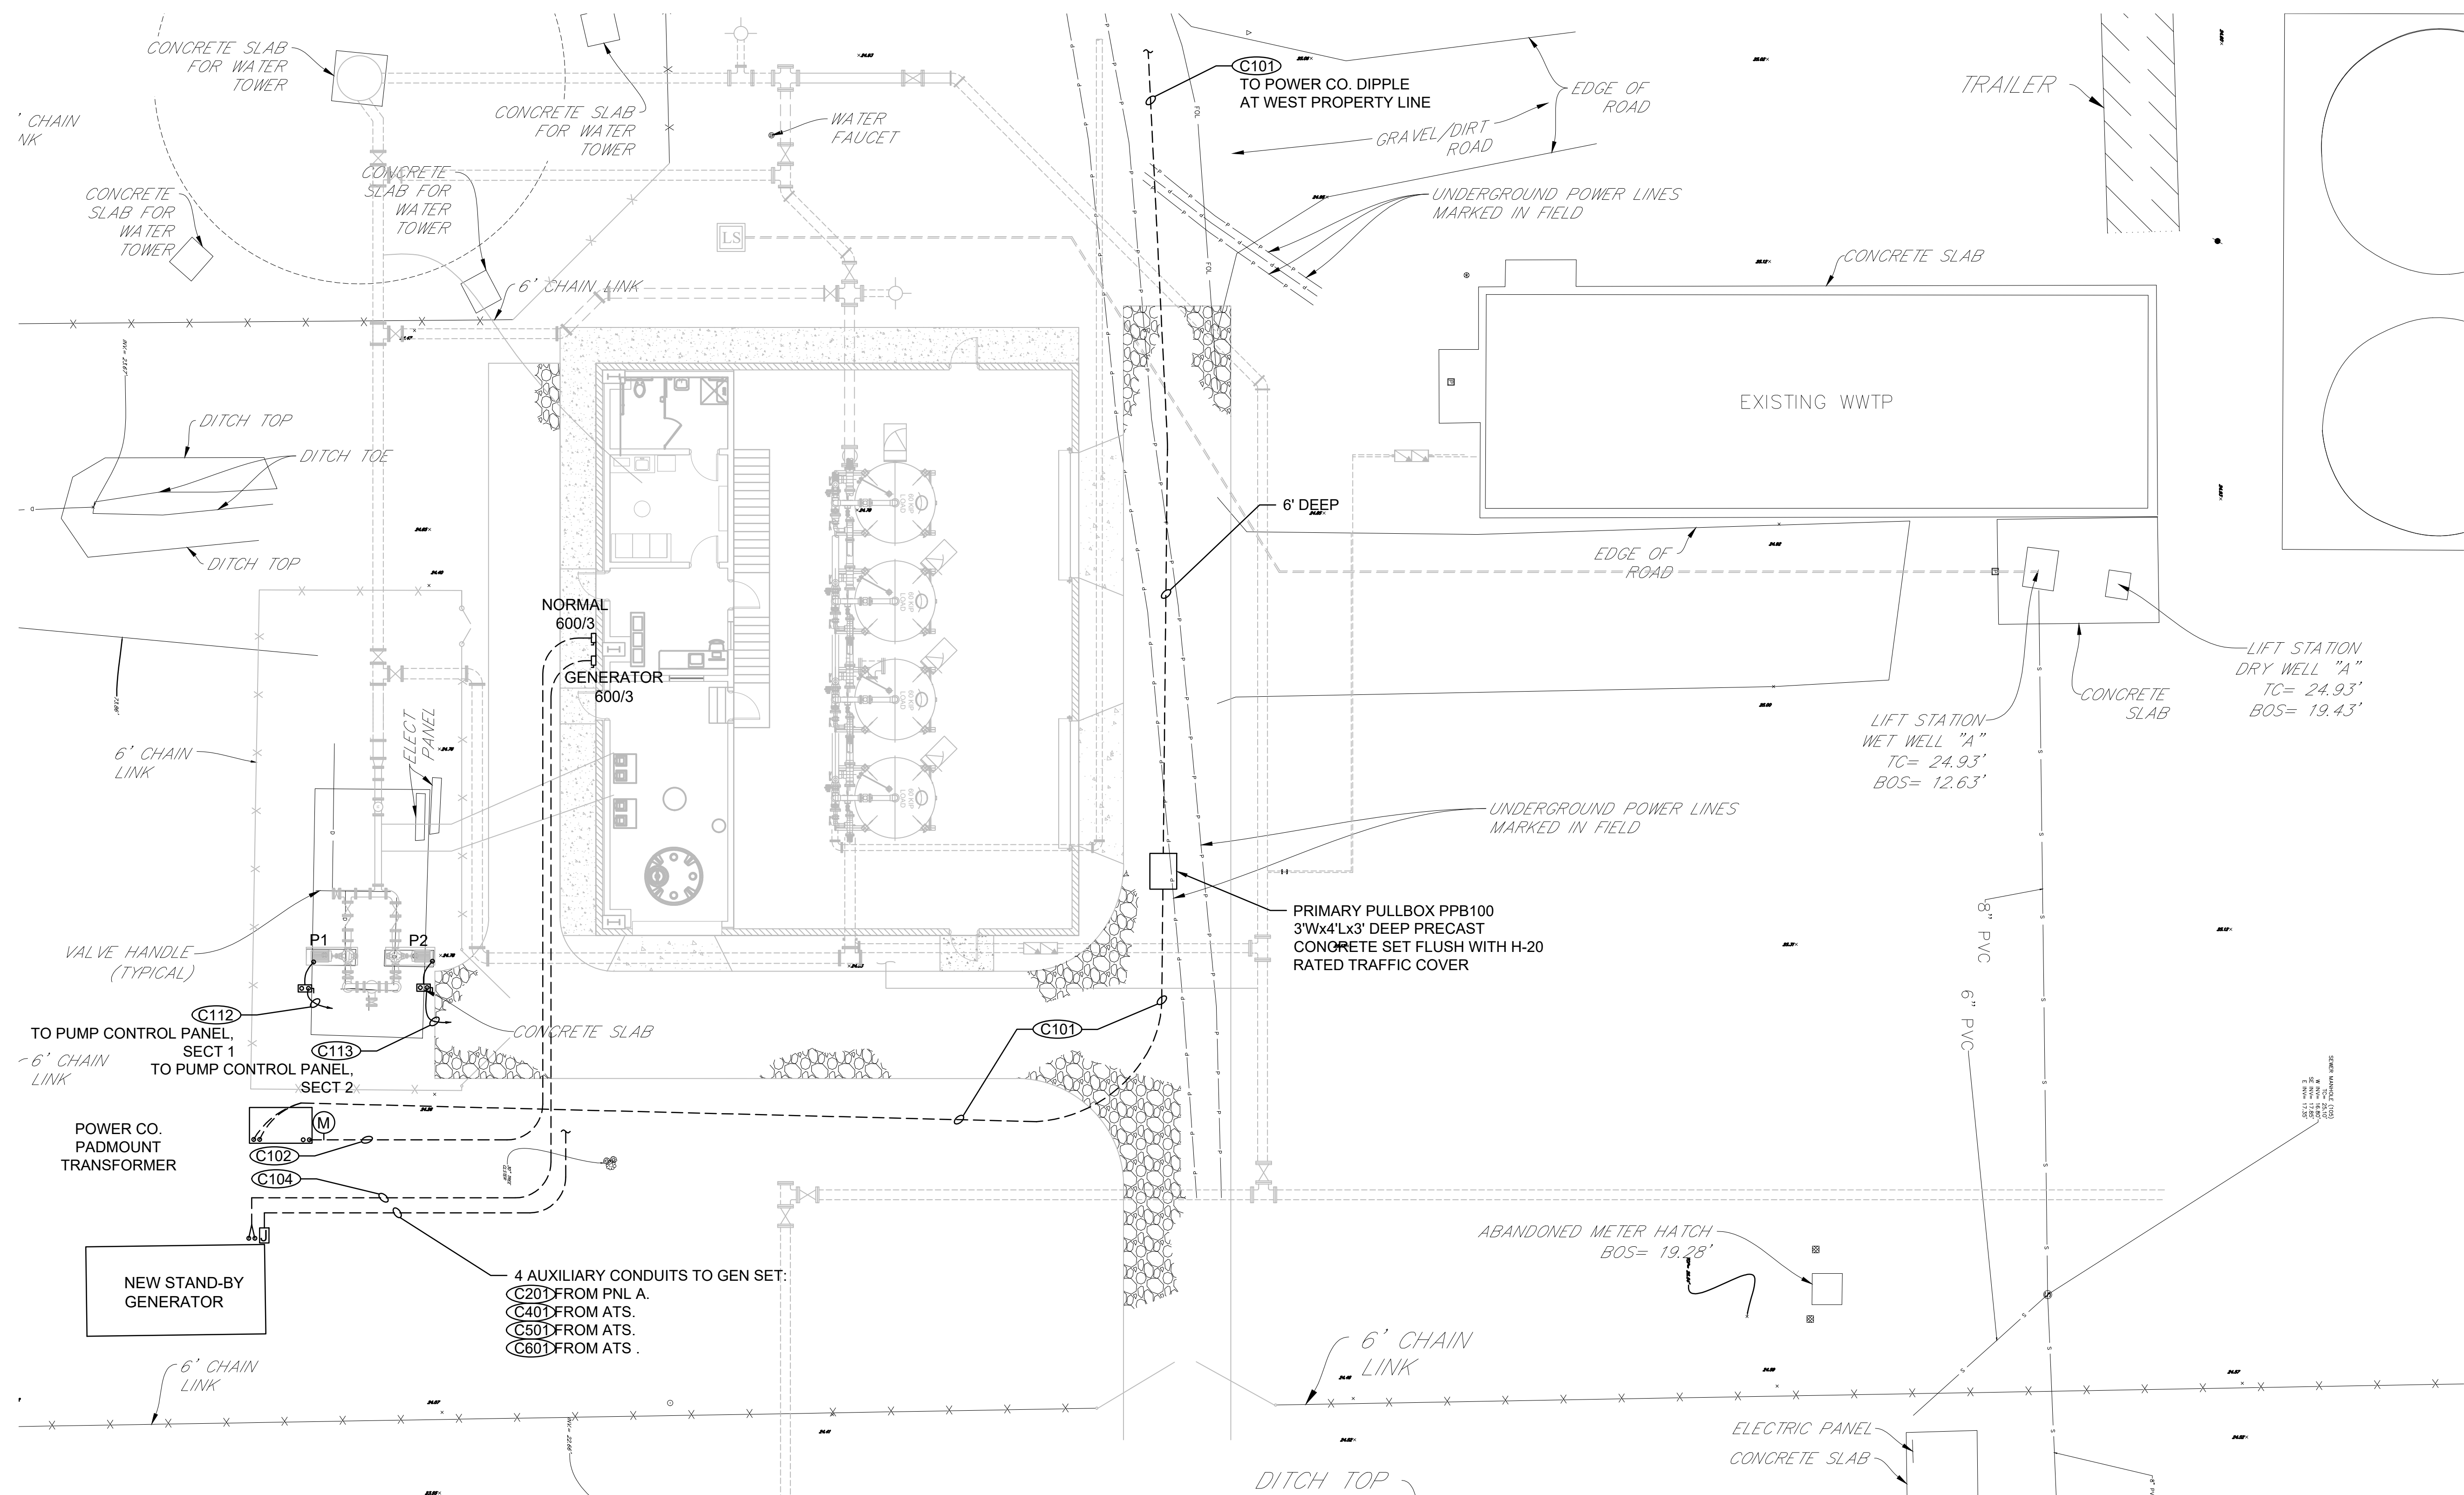 CONCRETE SLAB
FOR WATER
TOWER
CONCRETE SLAB
FOR WATER
TOWER
' CHAIN
NK
CONCRETE
SLAB FOR
WATER
TOWER
CONCRETE
SLAB FOR
WATER
TOWER
WATER
FAUCET
LS
6' CHAIN LINK
C101
TO POWER CO. DIPPLE
AT WEST PROPERTY LINE
EDGE OF
ROAD
GRAVEL/DIRT
ROAD
TRAILER
UNDERGROUND POWER LINES
MARKED IN FIELD
CONCRETE SLAB
EXISTING WWTP
DITCH TOP
DITCH TOE
DITCH TOP
6' DEEP
EDGE OF
ROAD
NORMAL
600/3
GENERATOR
600/3
LIFT STATION
DRY WELL "A"
TC= 24.93'
BOS= 19.43'
CONCRETE
SLAB
LIFT STATION
WET WELL "A"
TC= 24.93'
BOS= 12.63'
6' CHAIN
LINK
ELECT
PANEL
UNDERGROUND POWER LINES
MARKED IN FIELD
PRIMARY PULLBOX PPB100
3'Wx4'Lx3' DEEP PRECAST
CONCRETE SET FLUSH WITH H-20
RATED TRAFFIC COVER
8" PVC
6" PVC
P1
P2
VALVE HANDLE
(TYPICAL)
C112
TO PUMP CONTROL PANEL,
SECT 1
C113
TO PUMP CONTROL PANEL,
SECT 2
6' CHAIN
LINK
CONCRETE SLAB
C101
SEWER MANHOLE (105)
POWER CO.
PADMOUNT
TRANSFORMER
M
C102
C104
J
NEW STAND-BY
GENERATOR
4 AUXILIARY CONDUITS TO GEN SET:
C201 FROM PNL A.
C401 FROM ATS.
C501 FROM ATS.
C601 FROM ATS .
ABANDONED METER HATCH
BOS= 19.28'
6' CHAIN
LINK
6' CHAIN
LINK
ELECTRIC PANEL
CONCRETE SLAB
DITCH TOP